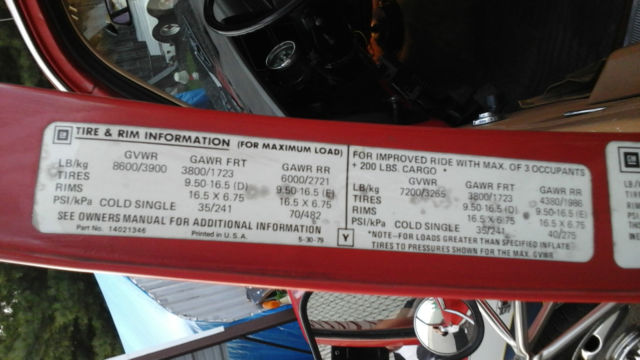 GM TIRE & RIM INFORMATION (FOR MAXIMUM LOAD)
GVWR GAWR FRT GAWR RR
LB/kg 8600/3900 3800/1723 6000/2721
TIRES 9.50-16.5 (D) 9.50-16.5 (E)
RIMS 16.5 X 6.75 16.5 X 6.75
PSI/kPa COLD SINGLE 35/241 70/482
SEE OWNERS MANUAL FOR ADDITIONAL INFORMATION
Part No. 14021346 Printed in U.S.A. 5-30-79 Y
FOR IMPROVED RIDE WITH MAX. OF 3 OCCUPANTS
+ 200 LBS. CARGO *
GVWR GAWR FRT GAWR RR
LB/kg 7200/3265 3800/1723 4380/1986
TIRES 9.50-16.5 (D) 9.50-16.5 (E)
RIMS 16.5 X 6.75 16.5 X 6.75
PSI/kPa COLD SINGLE 35/241 40/275
*NOTE-FOR LOADS GREATER THAN SPECIFIED INFLATE
TIRES TO PRESSURES SHOWN FOR THE MAX. GVWR
GM